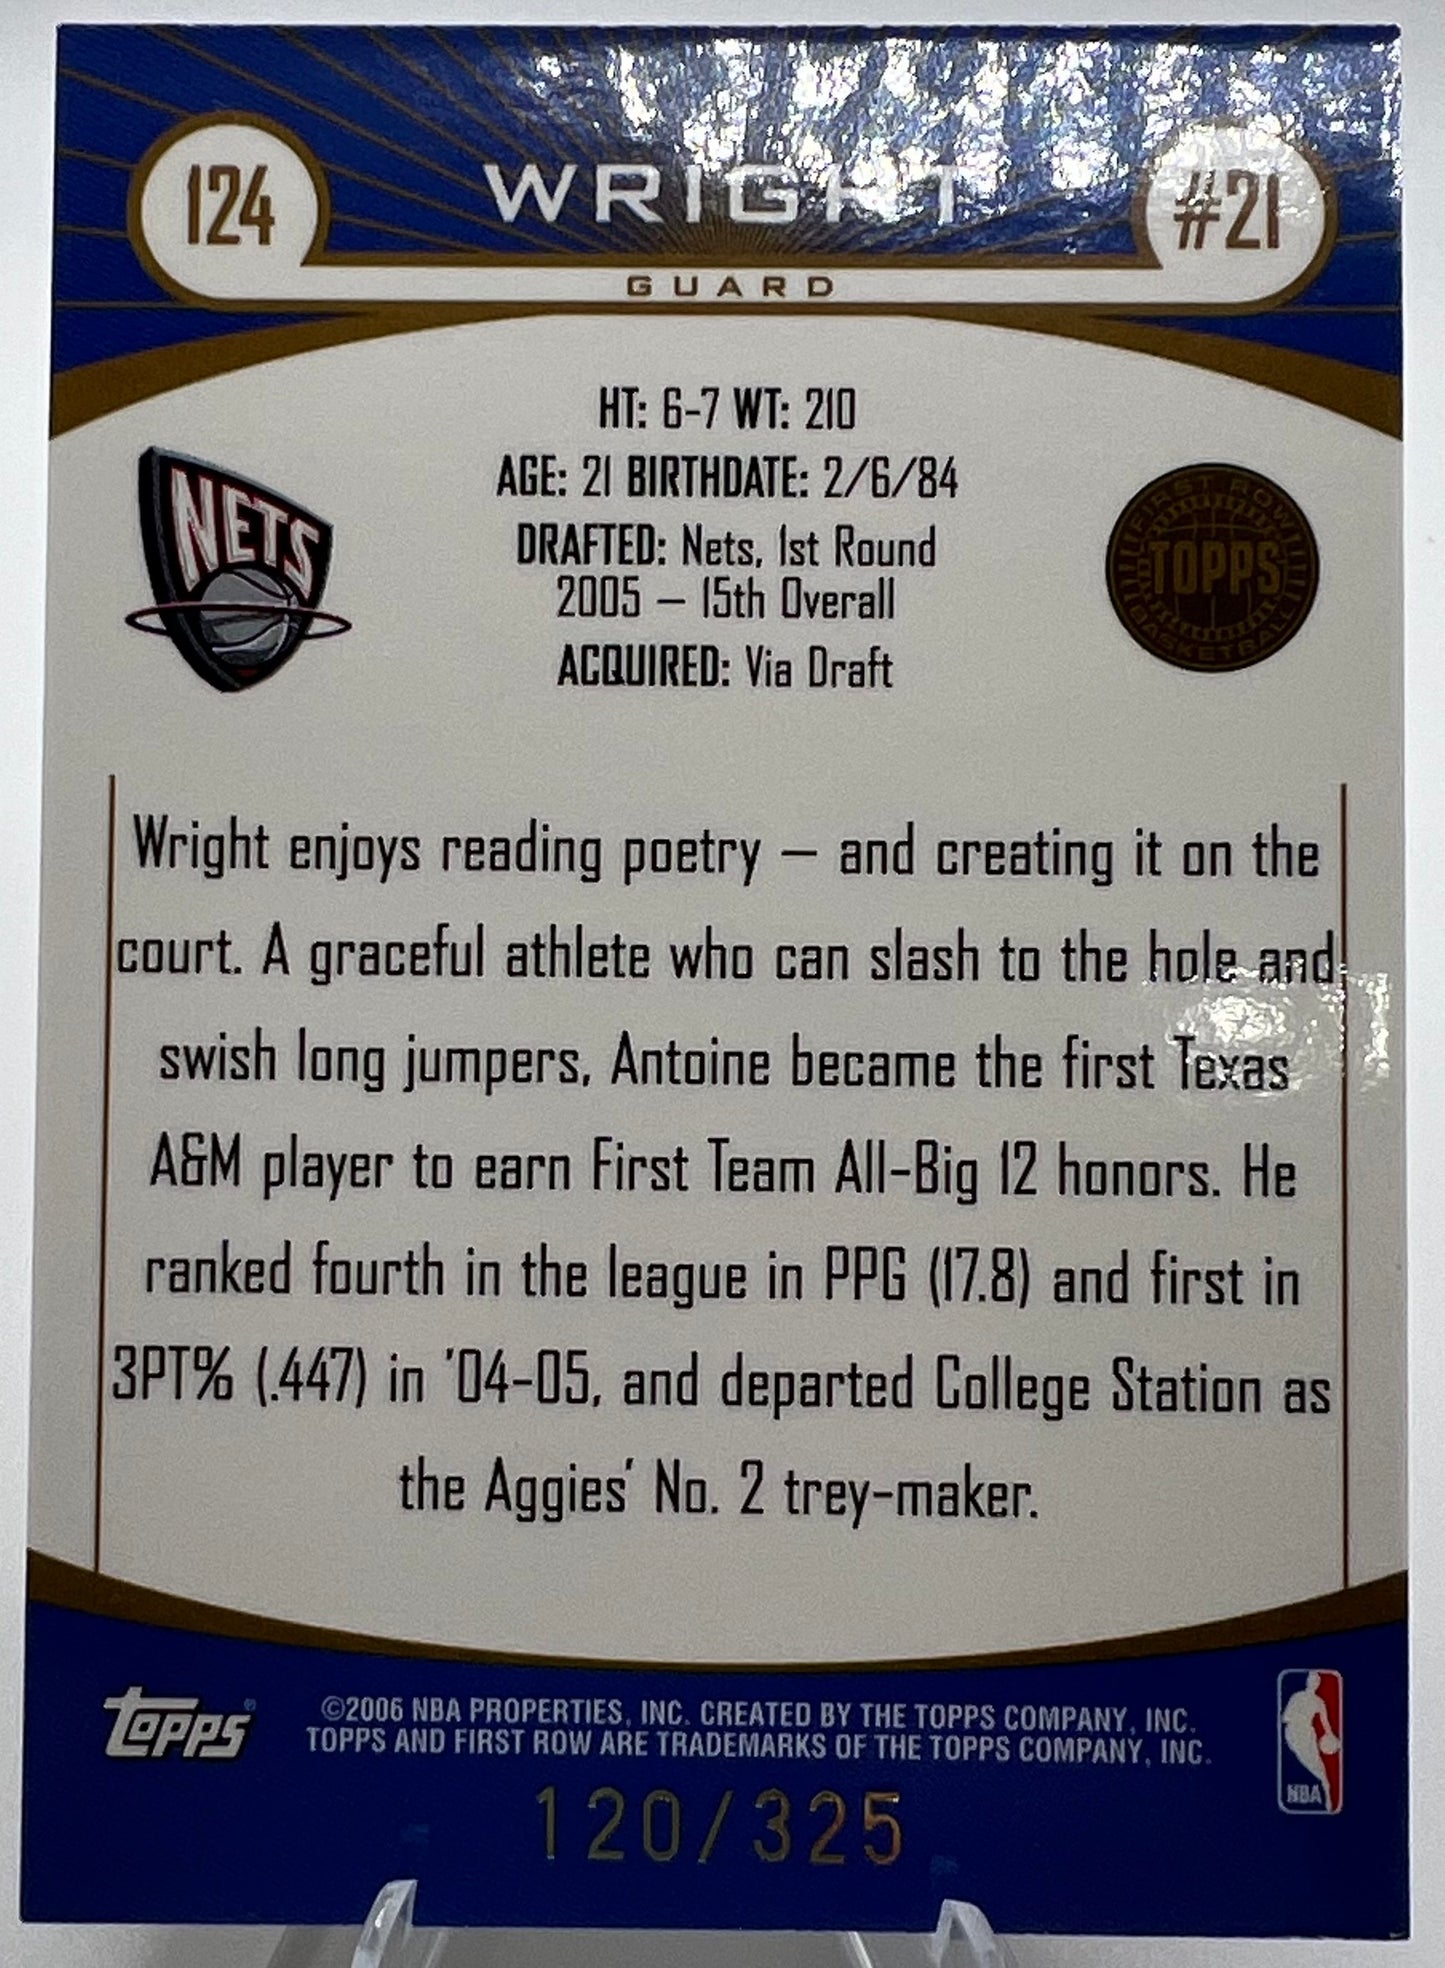 124
WRIGHT
#21
GUARD
HT: 6-7 WT: 210
AGE: 21 BIRTHDATE: 2/6/84
DRAFTED: Nets, 1st Round
2005 – 15th Overall
ACQUIRED: Via Draft
NETS
FIRST ROW
TOPPS
BASKETBALL
Wright enjoys reading poetry – and creating it on the
court. A graceful athlete who can slash to the hole and
swish long jumpers, Antoine became the first Texas
A&M player to earn First Team All-Big 12 honors. He
ranked fourth in the league in PPG (17.8) and first in
3PT% (.447) in '04-05, and departed College Station as
the Aggies' No. 2 trey-maker.
Topps®
©2006 NBA PROPERTIES, INC. CREATED BY THE TOPPS COMPANY, INC.
TOPPS AND FIRST ROW ARE TRADEMARKS OF THE TOPPS COMPANY, INC.
NBA
120/325